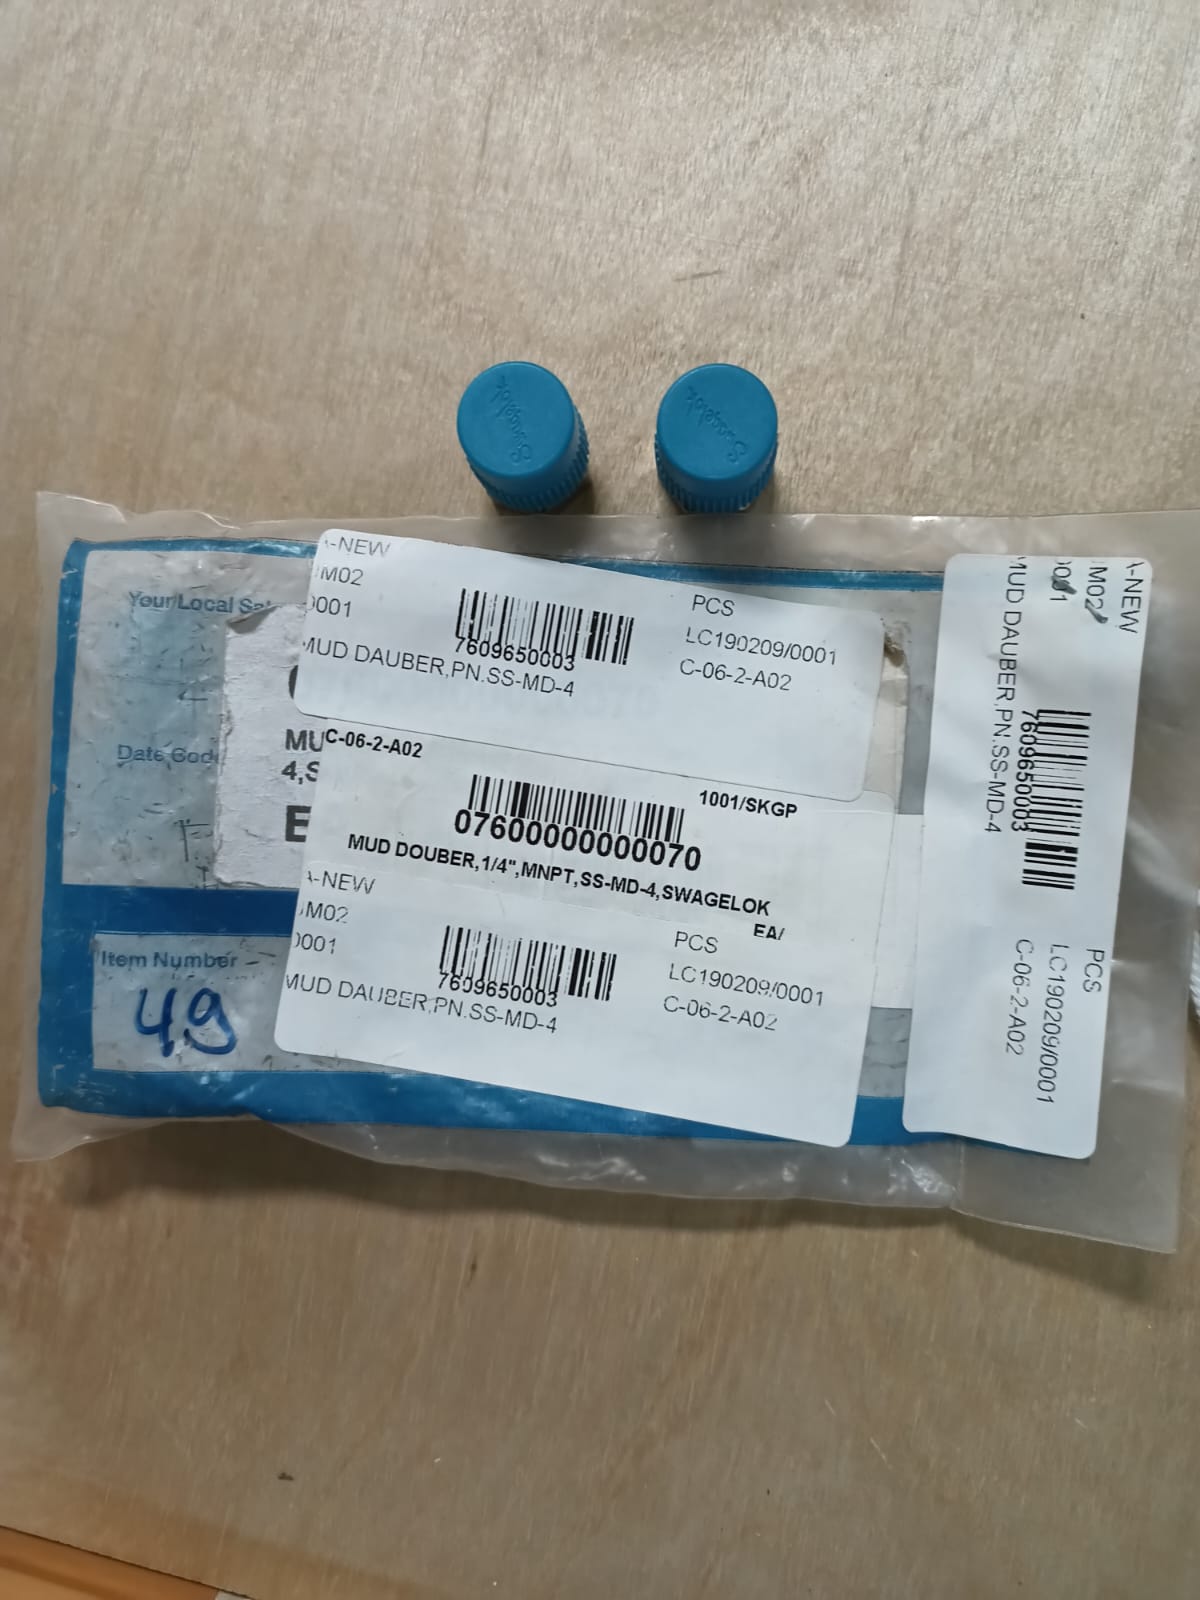 Swagelok
Swagelok
Your Local
Date Code
Item Number
49
MU
4,S
E
-NEW
M02
0001
7609650003
MUD DAUBER,PN.SS-MD-4
PCS
LC190209/0001
C-06-2-A02
C-06-2-A02
1001/SKGP
07600000000070
MUD DOUBER,1/4",MNPT,SS-MD-4,SWAGELOK
EA/
-NEW
M02
0001
7609650003
MUD DAUBER,PN.SS-MD-4
PCS
LC190209/0001
C-06-2-A02
-NEW
M02
0001
7609650003
MUD DAUBER,PN.SS-MD-4
PCS
LC190209/0001
C-06-2-A02